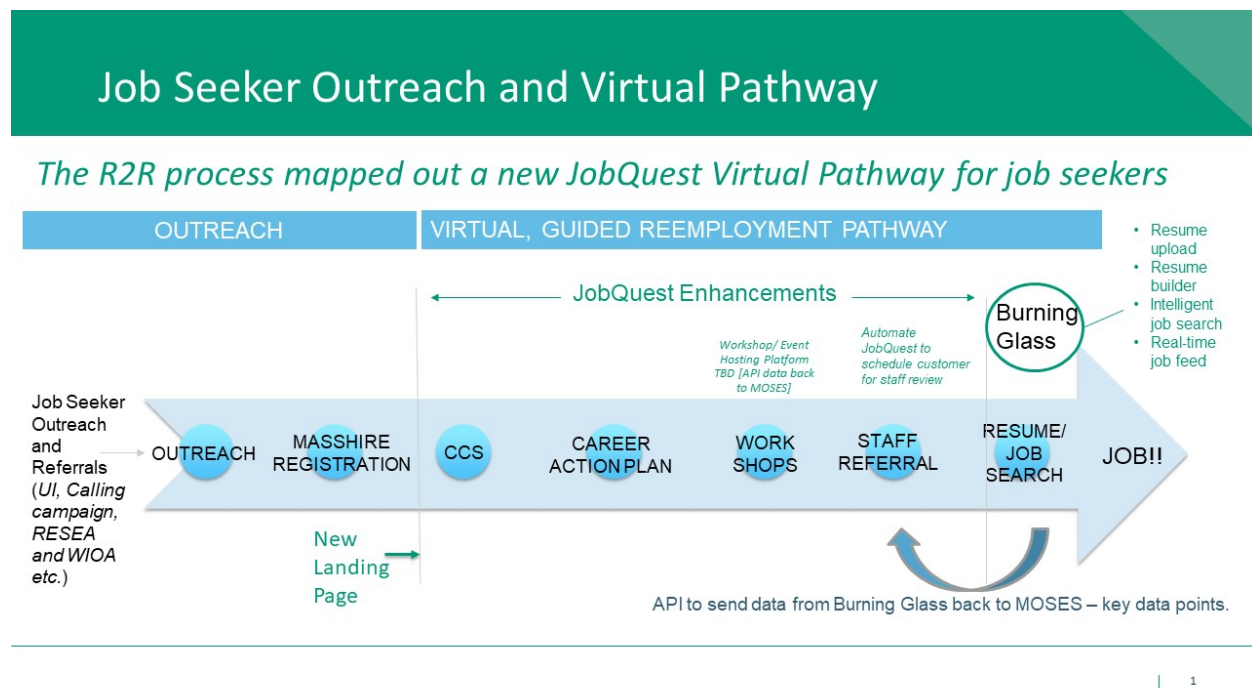 Job Seeker Outreach and Virtual Pathway
The R2R process mapped out a new JobQuest Virtual Pathway for job seekers
OUTREACH
VIRTUAL, GUIDED REEMPLOYMENT PATHWAY
• Resume
upload
• Resume
builder
• Intelligent
job search
• Real-time
job feed
JobQuest Enhancements
Burning
Glass
Workshop/ Event
Hosting Platform
TBD [API data back
to MOSES]
Automate
JobQuest to
schedule customer
for staff review
Job Seeker
Outreach
and
Referrals
(UI, Calling
campaign,
RESEA
and WIOA
etc.)
OUTREACH
MASSHIRE
REGISTRATION
CCS
CAREER
ACTION PLAN
WORK
SHOPS
STAFF
REFERRAL
RESUME/
JOB
SEARCH
JOB!!
New
Landing
Page
API to send data from Burning Glass back to MOSES – key data points.
1